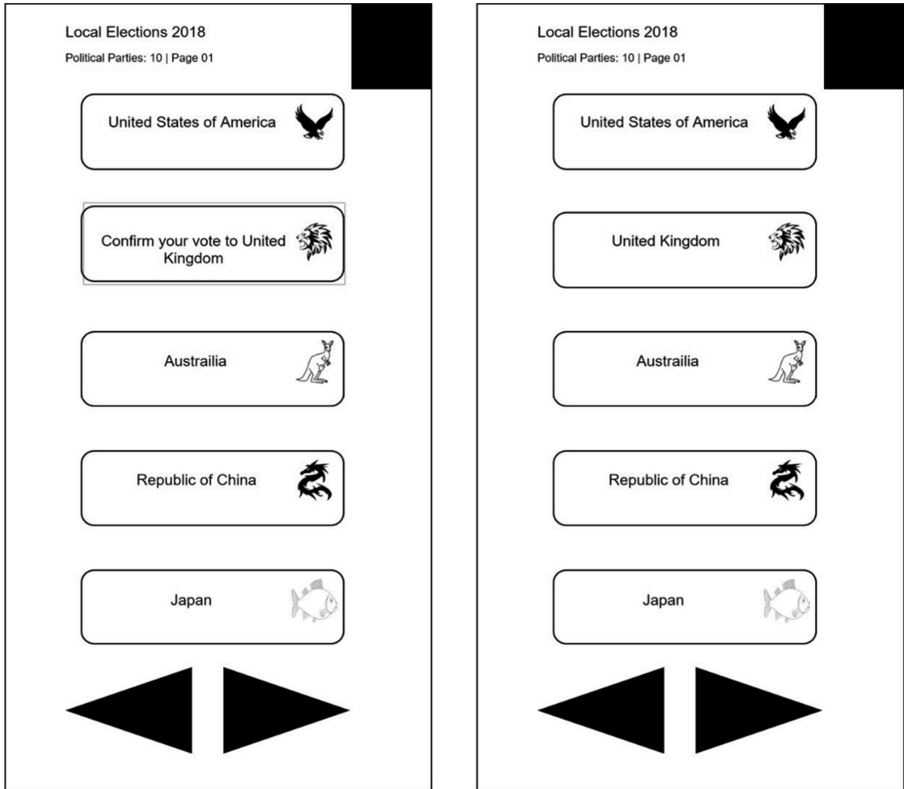 Local Elections 2018
Political Parties: 10 | Page 01
United States of America
Confirm your vote to United
Kingdom
Austrailia
Republic of China
Japan
Local Elections 2018
Political Parties: 10 | Page 01
United States of America
United Kingdom
Austrailia
Republic of China
Japan